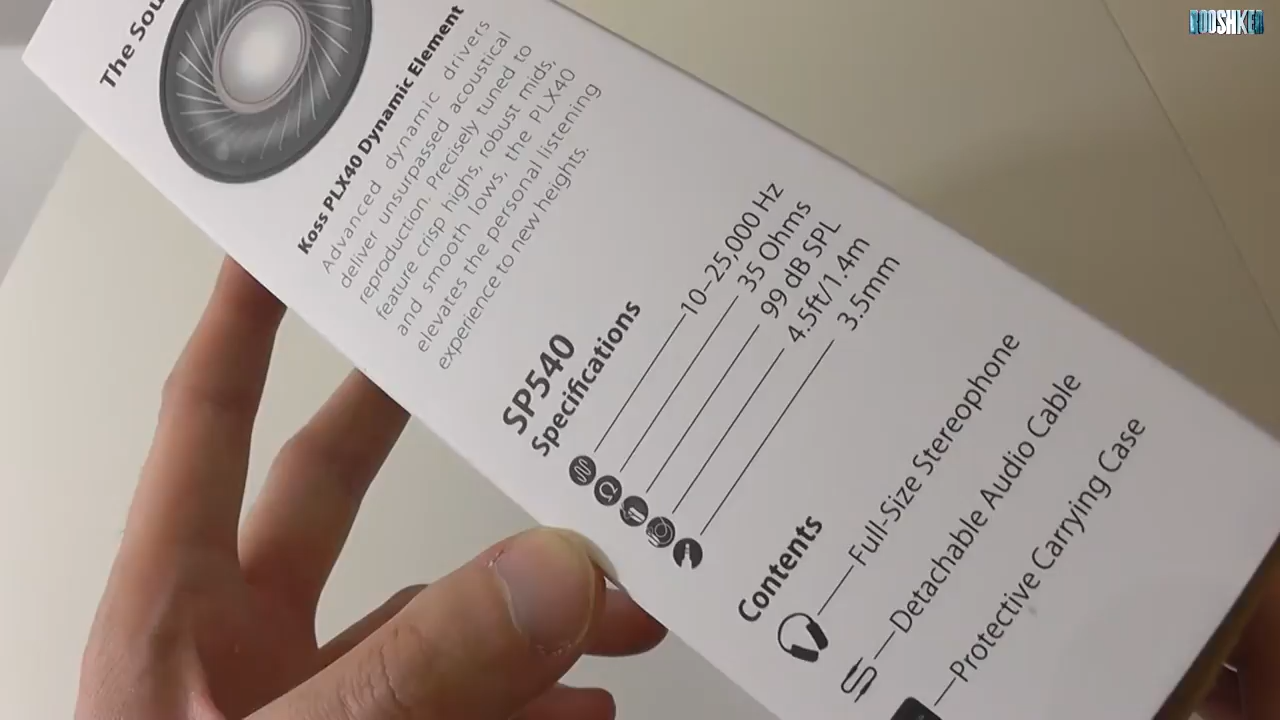 The Sou
Koss PLX40 Dynamic Element
Advanced dynamic drivers
deliver unsurpassed acoustical
reproduction. Precisely tuned to
feature crisp highs, robust mids,
and smooth lows, the PLX40
elevates the personal listening
experience to new heights.
SP540
Specifications
10–25,000 Hz
35 Ohms
99 dB SPL
4.5ft/1.4m
3.5mm
Contents
Full-Size Stereophone
Detachable Audio Cable
Protective Carrying Case
TOOSHKER